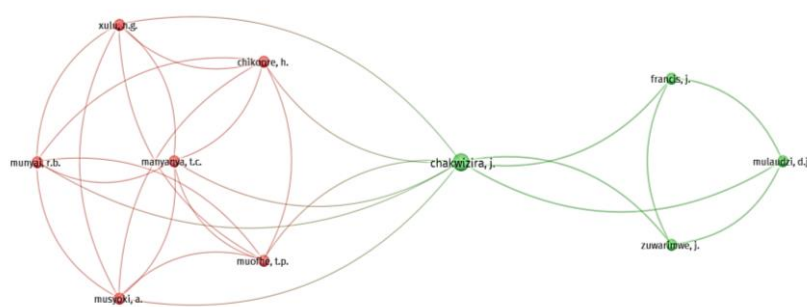 xulu, n.g.
chikoore, h.
francis, j.
munyai, r.b.
manyanya, t.c.
chakwizira, j.
mulaudzi, d.j
zuwarimwe, j.
muofhe, t.p.
musyoki, a.